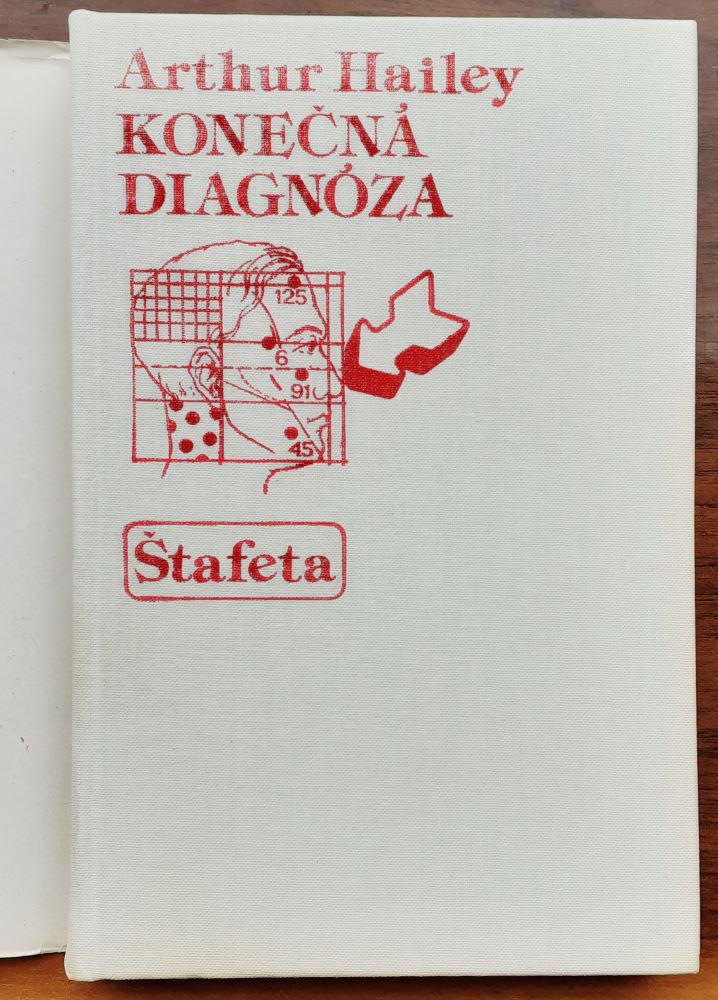 Arthur Hailey
KONEČNÁ
DIAGNÓZA
125
6
91
45
Štafeta